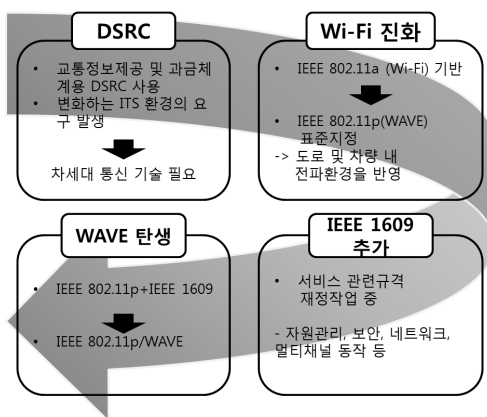 DSRC
• 교통정보제공 및 과금체
계용 DSRC 사용
• 변화하는 ITS 환경의 요
구 발생
차세대 통신 기술 필요
Wi-Fi 진화
• IEEE 802.11a (Wi-Fi) 기반
• IEEE 802.11p(WAVE)
표준지정
-> 도로 및 차량 내
전파환경을 반영
IEEE 1609
추가
• 서비스 관련규격
재정작업 중
- 자원관리, 보안, 네트워크,
멀티채널 동작 등
WAVE 탄생
• IEEE 802.11p+IEEE 1609
• IEEE 802.11p/WAVE